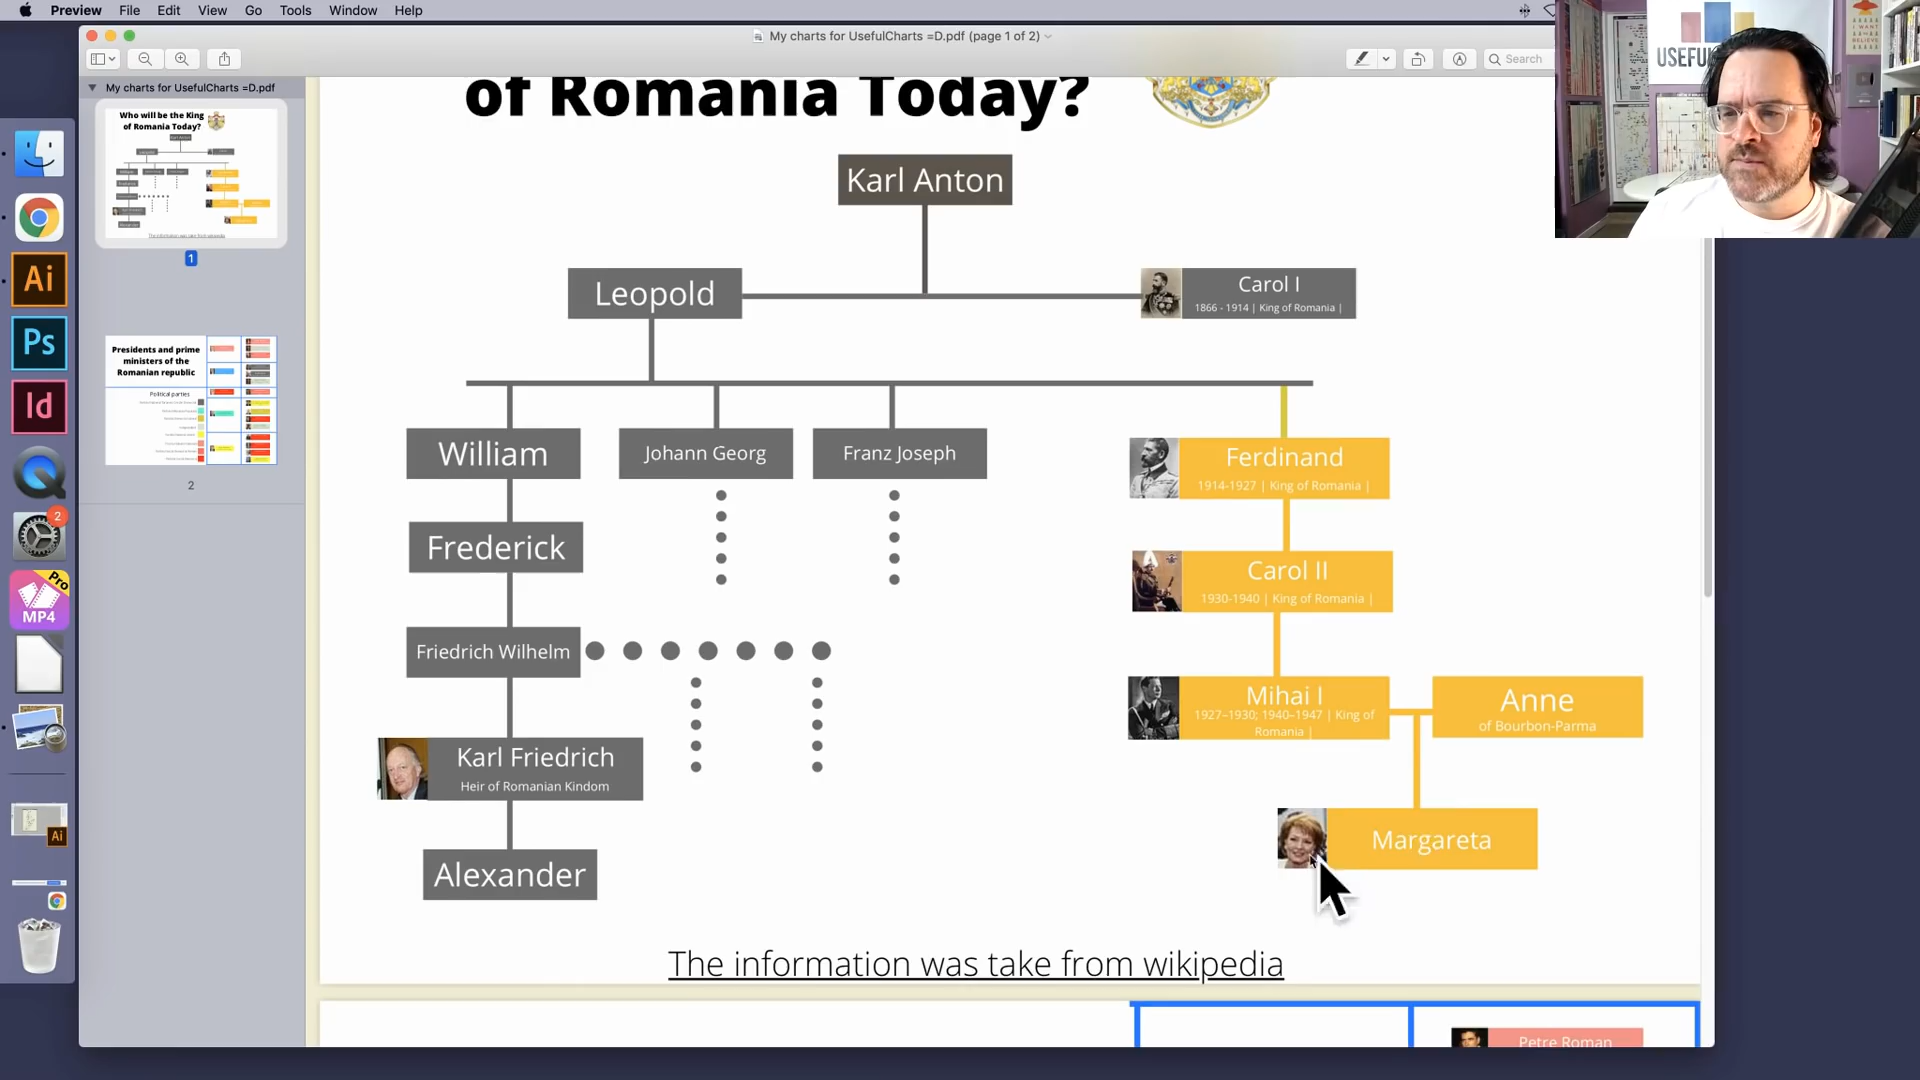 Preview File Edit View Go Tools Window Help
My charts for UsefulCharts =D.pdf (page 1 of 2)
Search
My charts for UsefulCharts =D.pdf
Who will be the King
of Romania Today?
1
Presidents and prime
ministers of the
Romanian republic
Political parties
2
of Romania Today?
Karl Anton
Leopold
Carol I
1866 - 1914 | King of Romania |
William
Johann Georg
Franz Joseph
Ferdinand
1914-1927 | King of Romania |
Frederick
Carol II
1930-1940 | King of Romania |
Friedrich Wilhelm
Mihai I
1927–1930; 1940–1947 | King of
Romania |
Anne
of Bourbon-Parma
Karl Friedrich
Heir of Romanian Kindom
Margareta
Alexander
The information was take from wikipedia
Petre Roman
Ai
Ps
Id
2
Pro
MP4
Ai
USEFUL
I WANT
BELIEVE